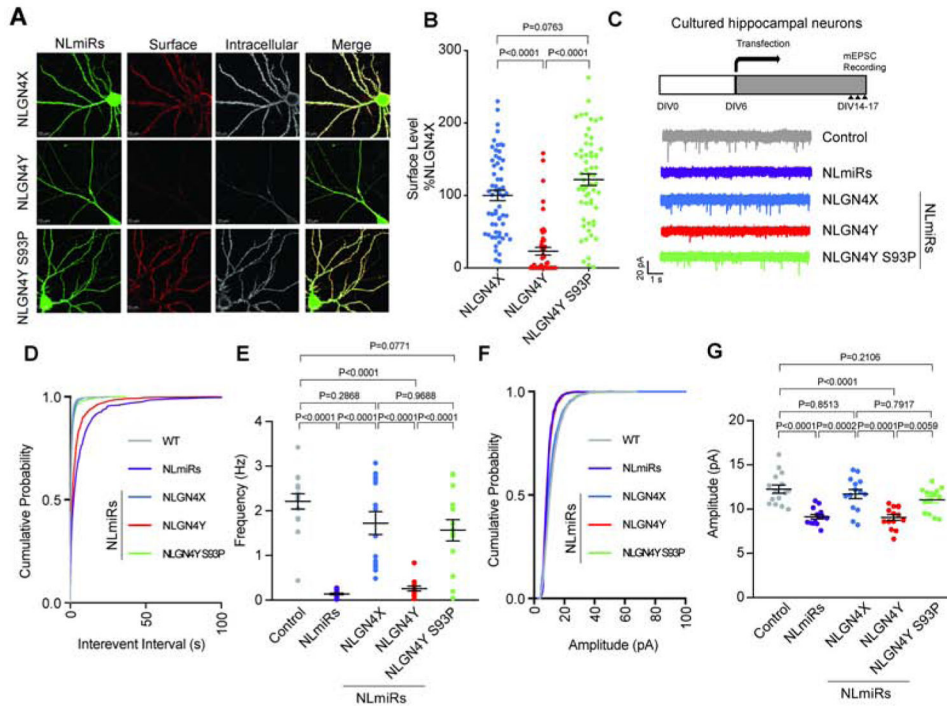 A
NLmiRs Surface Intracellular Merge
NLGN4X
NLGN4Y
NLGN4Y S93P
B
P=0.0763
P<0.0001 P<0.0001
Surface Level
%NLGN4X
300
200
100
0
NLGN4X
NLGN4Y
NLGN4Y S93P
C
Cultured hippocampal neurons
Transfection
mEPSC
Recording
DIV0 DIV6 DIV14-17
Control
NLmiRs
NLGN4X
NLGN4Y
NLGN4Y S93P
NLmiRs
20 pA
1 s
D
Cumulative Probability
1.0
0.5
0.0
0 50 100
Interevent Interval (s)
WT
NLmiRs
NLGN4X
NLGN4Y
NLGN4Y S93P
NLmiRs
E
P=0.0771
P<0.0001
P=0.2868 P=0.9688
P<0.0001 P<0.0001 P<0.0001 P<0.0001
Frequency (Hz)
4
3
2
1
0
Control
NLmiRs
NLGN4X
NLGN4Y
NLGN4Y S93P
NLmiRs
F
Cumulative Probability
1.0
0.5
0.0
0 20 40 60 80 100
Amplitude (pA)
WT
NLmiRs
NLGN4X
NLGN4Y
NLGN4Y S93P
NLmiRs
G
P=0.2106
P<0.0001
P=0.8513 P=0.7917
P<0.0001 P=0.0002 P=0.0001 P=0.0059
Amplitude (pA)
20
15
10
5
0
Control
NLmiRs
NLGN4X
NLGN4Y
NLGN4Y S93P
NLmiRs